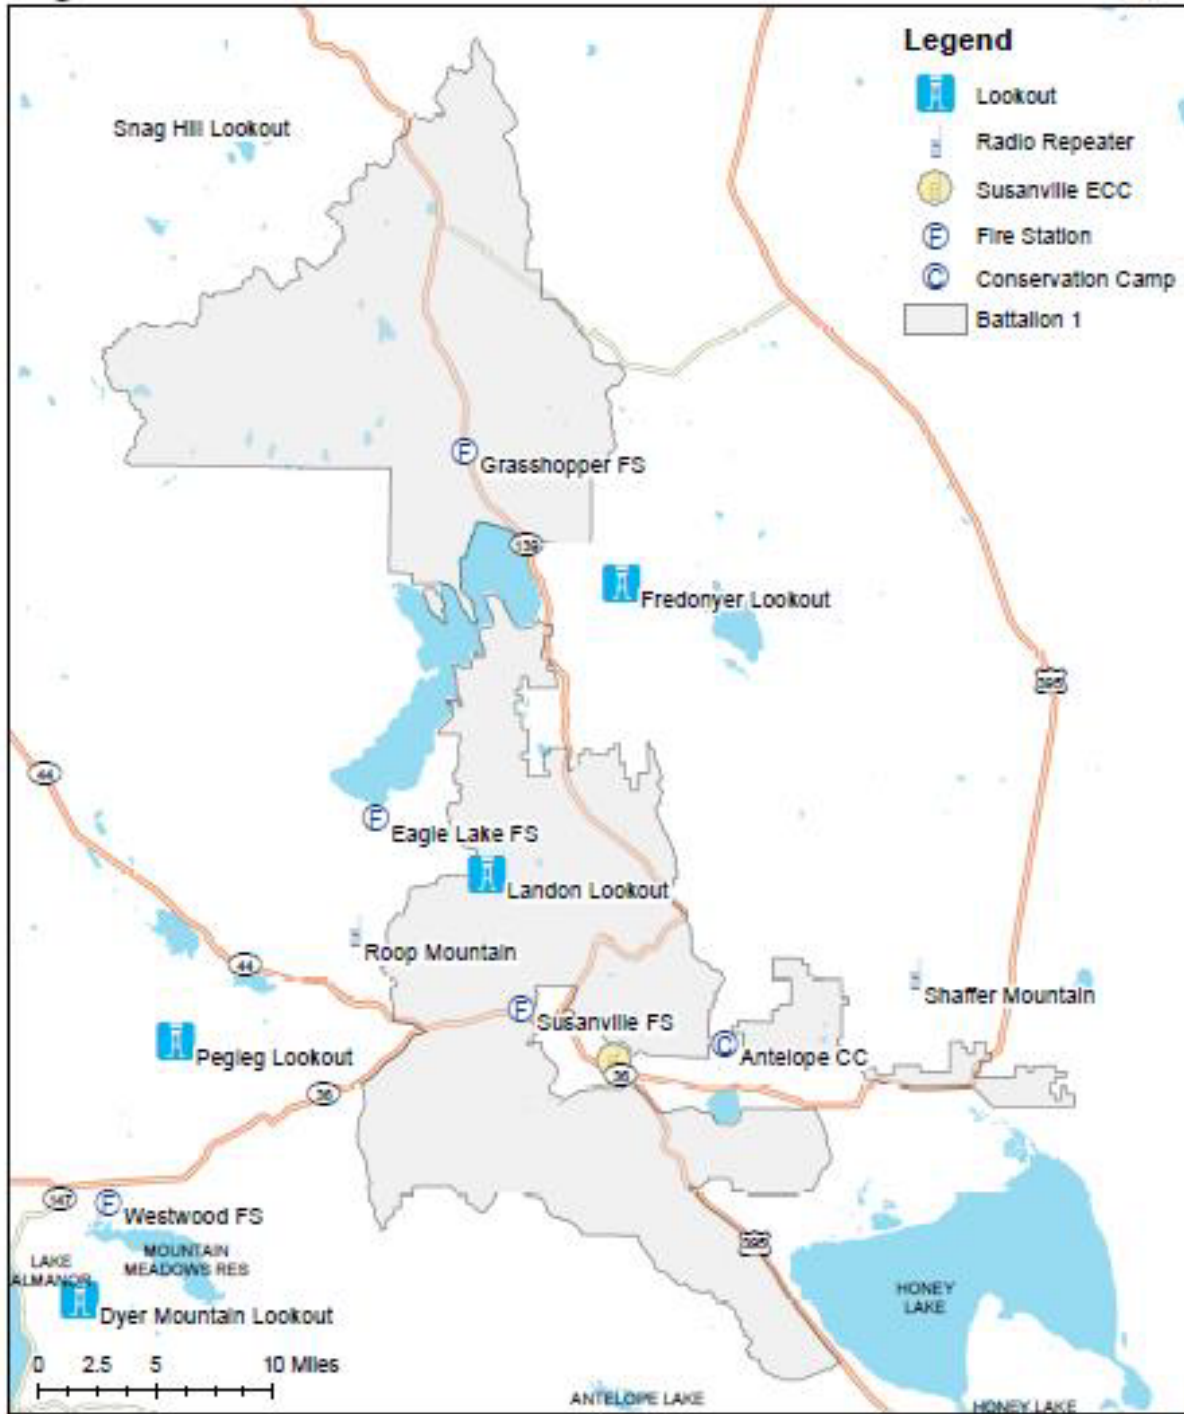 Legend
Lookout
Radio Repeater
Susanville ECC
Fire Station
Conservation Camp
Battalion 1
Snag Hill Lookout
F
Grasshopper FS
139
Fredonyer Lookout
395
44
F
Eagle Lake FS
Landon Lookout
Roop Mountain
44
Shaffer Mountain
F
Susanville FS
Pegleg Lookout
C
Antelope CC
36
36
147
F
Westwood FS
395
LAKE
ALMANOR
MOUNTAIN
MEADOWS RES
HONEY
LAKE
Dyer Mountain Lookout
0 2.5 5 10 Miles
ANTELOPE LAKE
HONEY LAKE